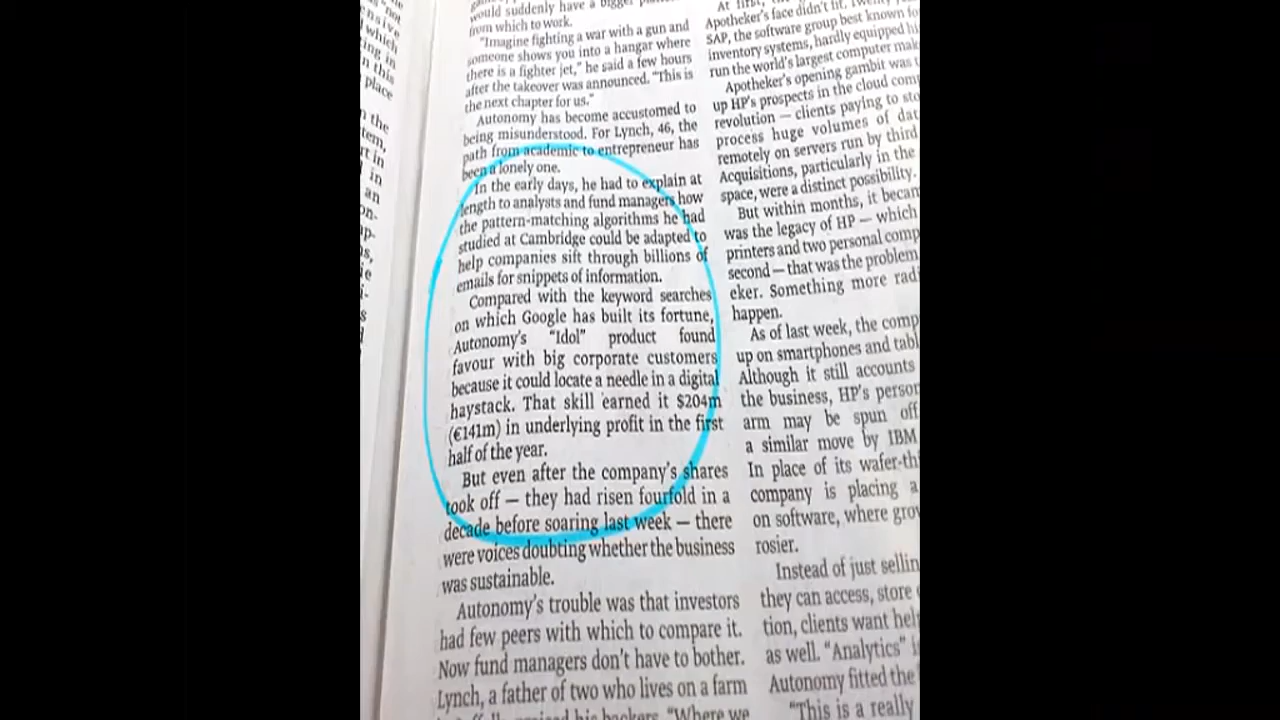 would suddenly have a bigger
from which to work.
"Imagine fighting a war with a gun and
someone shows you into a hangar where
there is a fighter jet," he said a few hours
after the takeover was announced. "This is
the next chapter for us."
Autonomy has become accustomed to
being misunderstood. For Lynch, 46, the
path from academic to entrepreneur has
been a lonely one.
In the early days, he had to explain at
length to analysts and fund managers how
the pattern-matching algorithms he had
studied at Cambridge could be adapted to
help companies sift through billions of
emails for snippets of information.
Compared with the keyword searches
on which Google has built its fortune,
Autonomy's "Idol" product found
favour with big corporate customers
because it could locate a needle in a digital
haystack. That skill earned it $204m
(€141m) in underlying profit in the first
half of the year.
But even after the company's shares
took off — they had risen fourfold in a
decade before soaring last week — there
were voices doubting whether the business
was sustainable.
Autonomy's trouble was that investors
had few peers with which to compare it.
Now fund managers don't have to bother.
Lynch, a father of two who lives on a farm
his backers. "Where we
At first,
Apotheker's face didn't fit.
SAP, the software group best known
inventory systems, hardly equipped
run the world's largest computer
Apotheker's opening gambit was
up HP's prospects in the cloud
revolution — clients paying to
process huge volumes of
remotely on servers run by third
Acquisitions, particularly in the
space, were a distinct possibility.
But within months, it
was the legacy of HP — which
printers and two personal
second — that was the problem
eker. Something more
happen.
As of last week, the
up on smartphones and
Although it still accounts
the business, HP's
arm may be spun off
a similar move by IBM
In place of its
company is placing a
on software, where
rosier.
Instead of just
they can access, store
tion, clients want
as well. "Analytics"
Autonomy fitted the
"This is a really